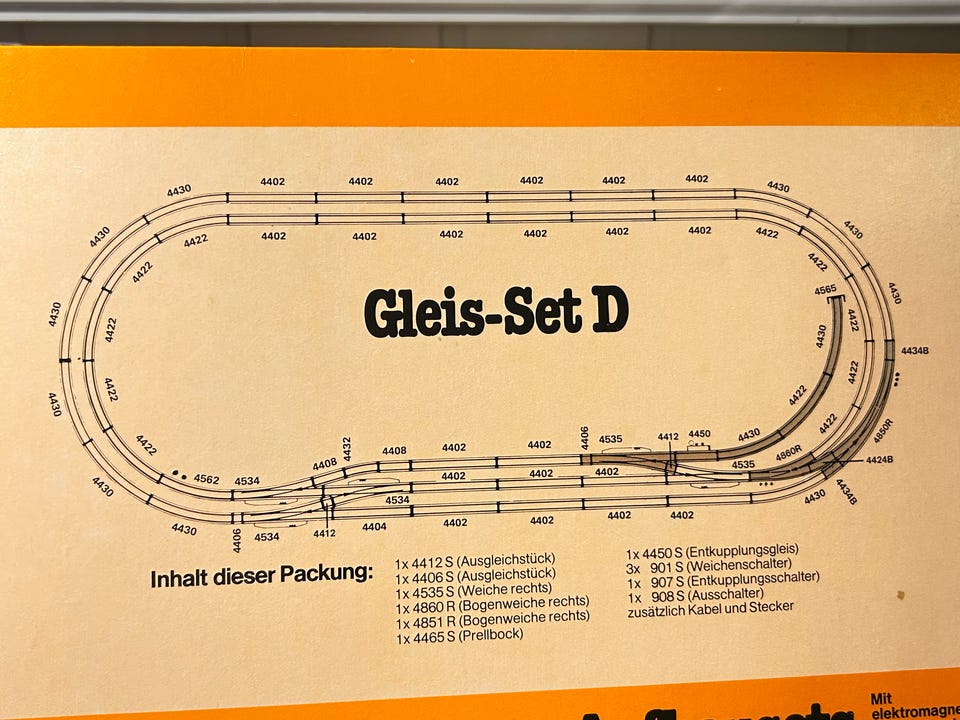 4402 4402 4402 4402 4402 4402
4430 4430
4430 4430
4422 4402 4402 4402 4402 4402 4402 4422
4422 4422
4430 4565 4430
Gleis-Set D
4422 4430 4422
4434B
4422 4422 4422
4430
4422 4432 4406 4535 4412 4450 4430 4422 4850R
4408 4408 4402 4402 4860R
4562 4534 4402 4402 4402 4535 4424B
4430 4534 4430 4434B
4430 4406 4534 4412 4404 4402 4402 4402 4402
Inhalt dieser Packung:
1x 4412 S (Ausgleichstück)
1x 4406 S (Ausgleichstück)
1x 4535 S (Weiche rechts)
1x 4860 R (Bogenweiche rechts)
1x 4851 R (Bogenweiche rechts)
1x 4465 S (Prellbock)
1x 4450 S (Entkupplungsgleis)
3x 901 S (Weichenschalter)
1x 907 S (Entkupplungsschalter)
1x 908 S (Ausschalter)
zusätzlich Kabel und Stecker
Mit